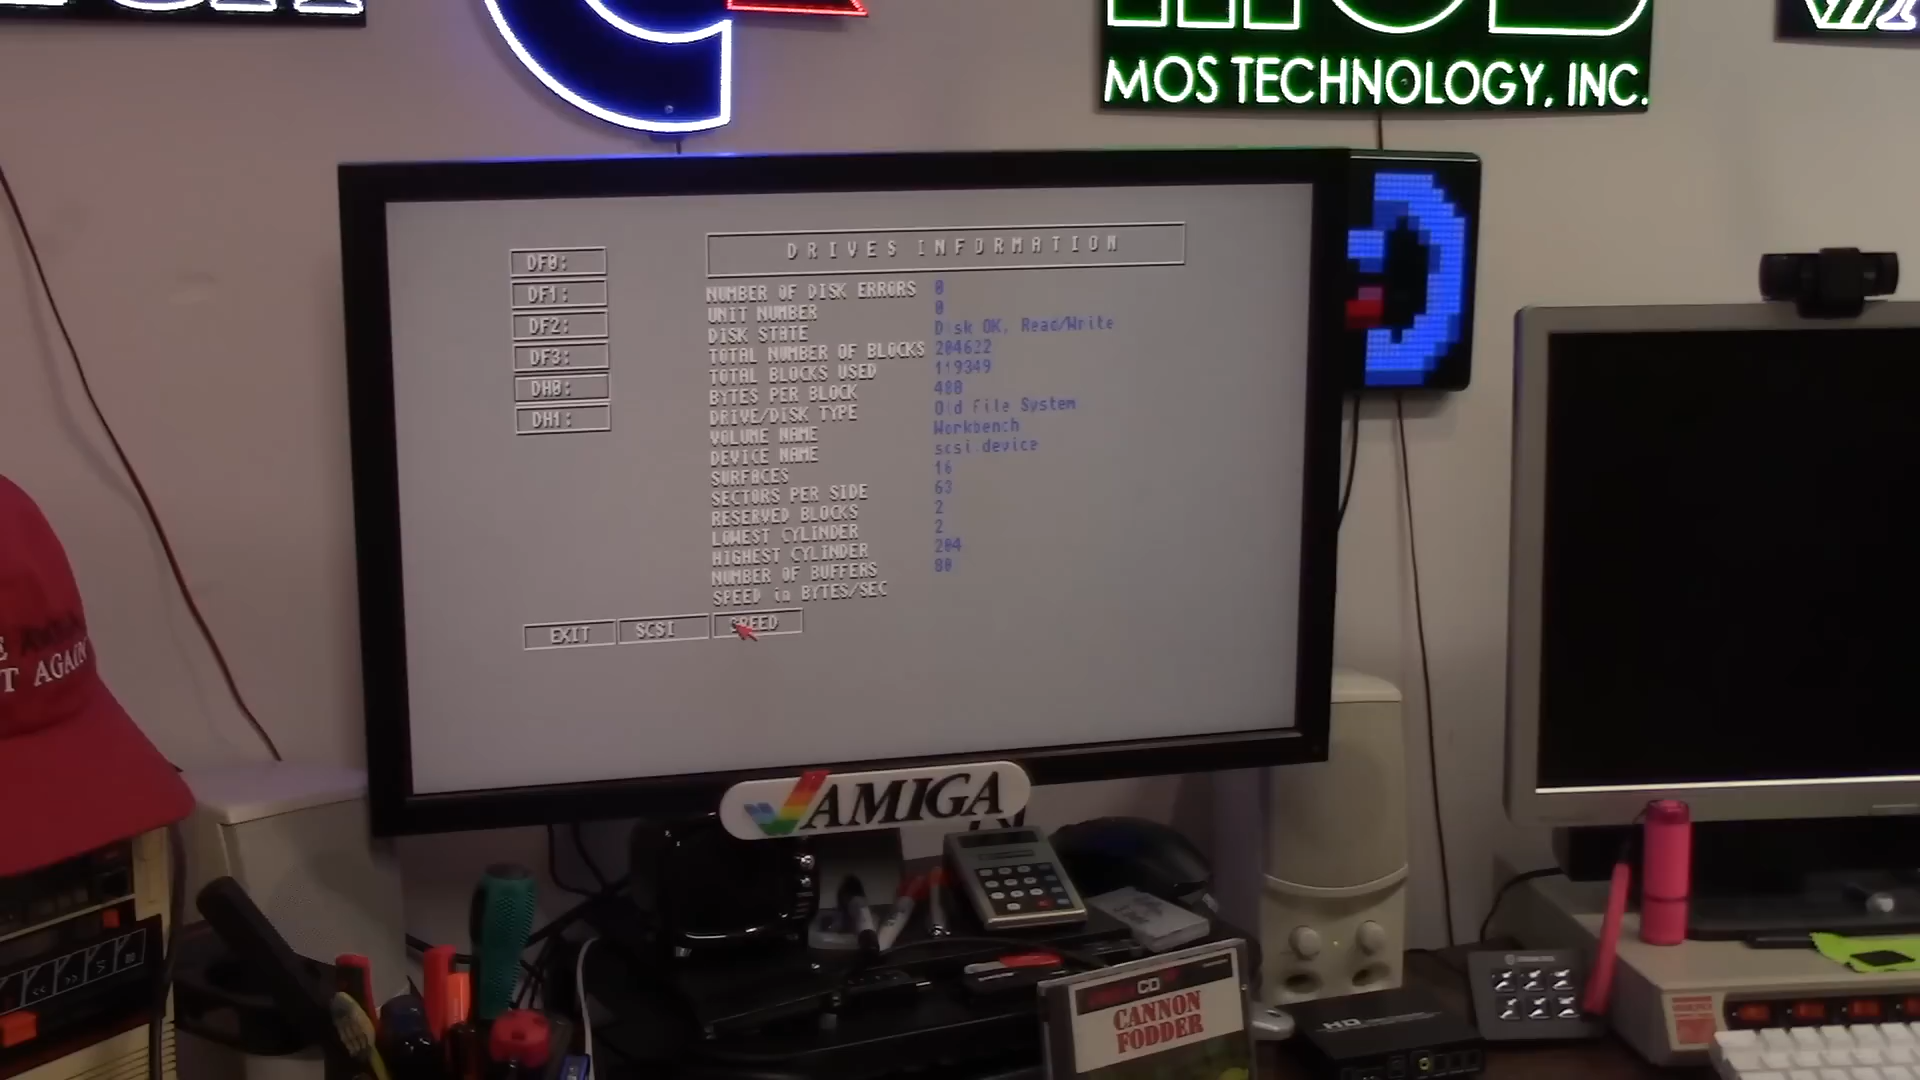 MOS TECHNOLOGY, INC.
DRIVES INFORMATION
DF0:
DF1:
DF2:
DF3:
DH0:
DH1:
NUMBER OF DISK ERRORS 0
UNIT NUMBER 0
DISK STATE Disk OK, Read/Write
TOTAL NUMBER OF BLOCKS 204622
TOTAL BLOCKS USED 119349
BYTES PER BLOCK 488
DRIVE/DISK TYPE Old File System
VOLUME NAME Workbench
DEVICE NAME scsi.device
SURFACES 16
SECTORS PER SIDE 63
RESERVED BLOCKS 2
LOWEST CYLINDER 2
HIGHEST CYLINDER 204
NUMBER OF BUFFERS 80
SPEED in BYTES/SEC
EXIT SCSI SPEED
AGAIN
AMIGA
CD
CANNON
FODDER